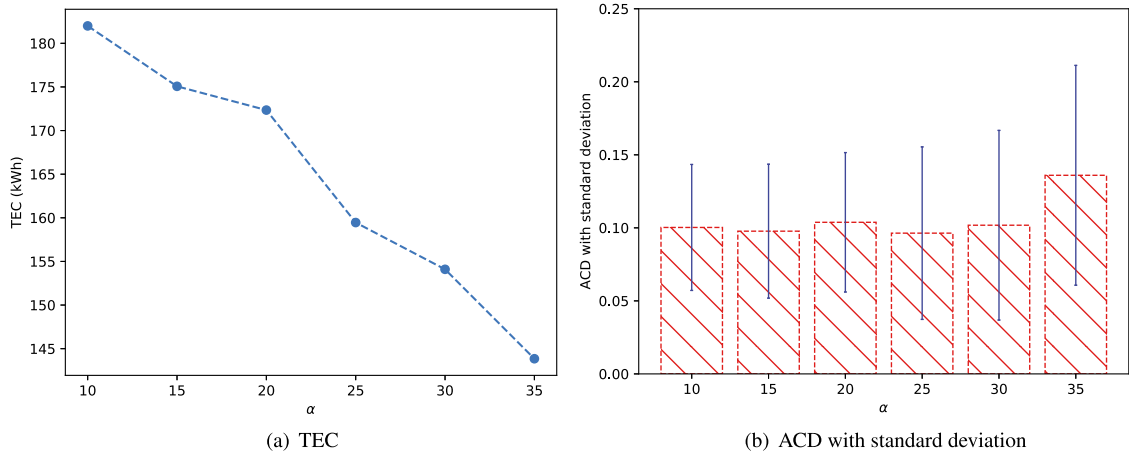 180
175
170
165
160
155
150
145
TEC (kWh)
10 15 20 25 30 35
α
(a) TEC
0.25
0.20
0.15
0.10
0.05
0.00
ACD with standard deviation
10 15 20 25 30 35
α
(b) ACD with standard deviation